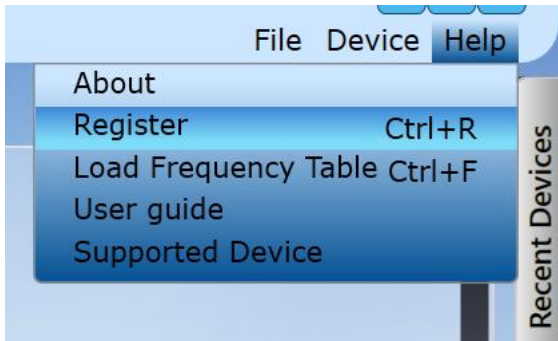 File Device Help
About
Register Ctrl+R
Load Frequency Table Ctrl+F
User guide
Supported Device
Recent Devices